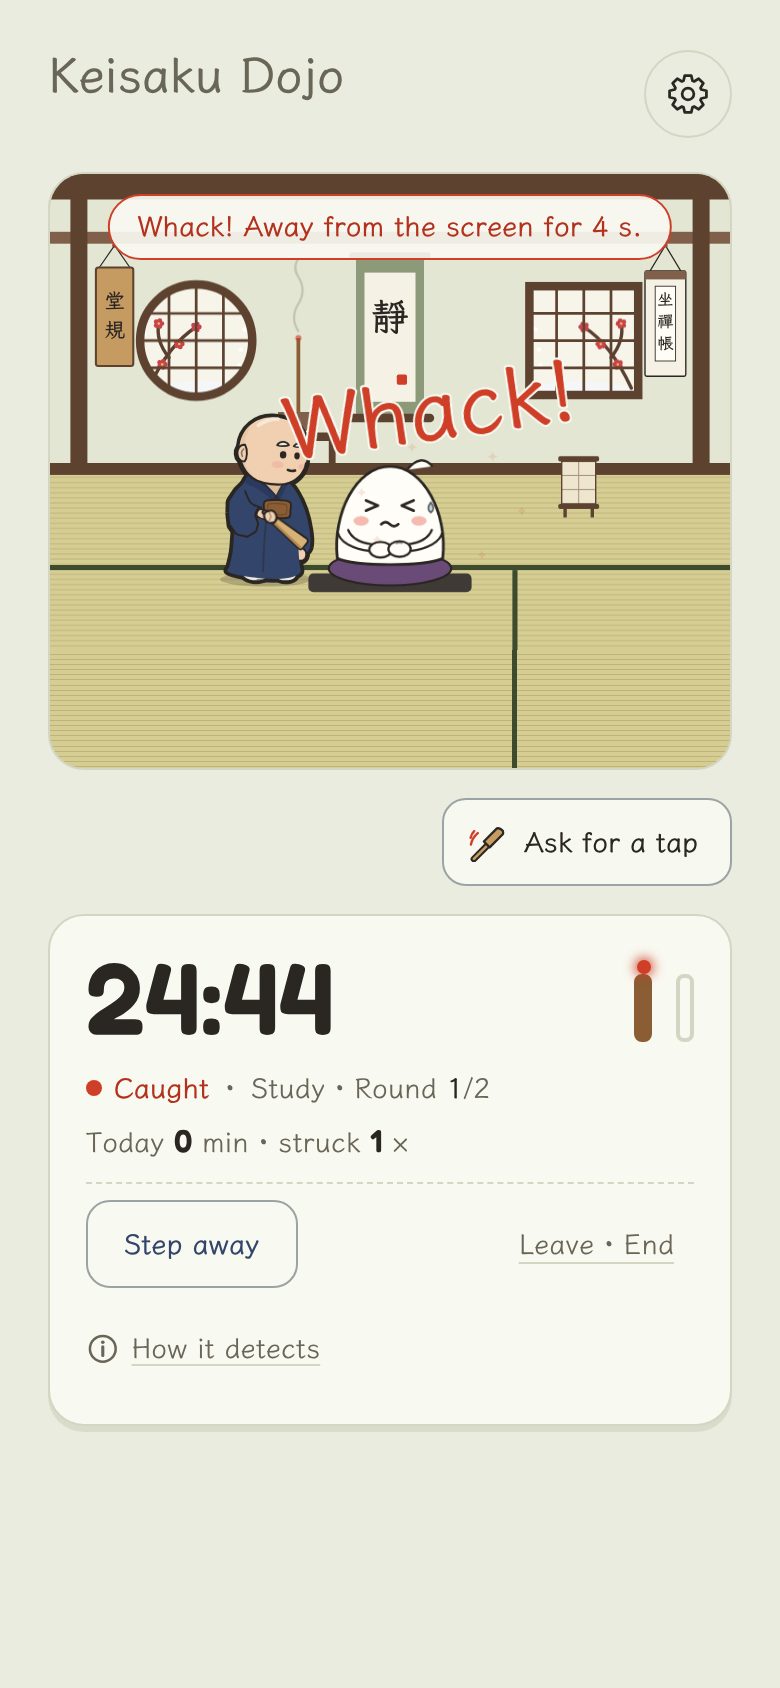 Keisaku Dojo
Whack! Away from the screen for 4 s.
堂規
靜
坐禪帳
Whack!
Ask for a tap
24:44
Caught • Study • Round 1/2
Today 0 min • struck 1 ×
Step away
Leave • End
How it detects